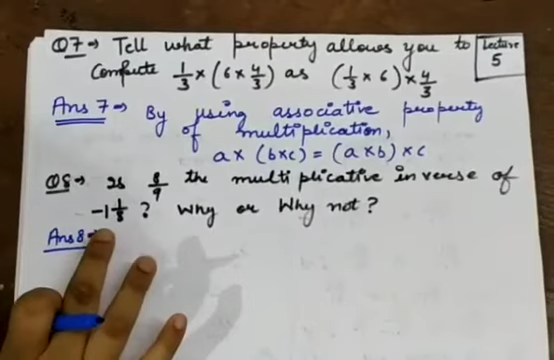 Q7→ Tell what property allows you to
Lecture
5
Compute 1/3 × (6 × 4/3) as (1/3 × 6) × 4/3
Ans 7→ By using associative property
of multiplication,
a × (b×c) = (a×b) × c
Q8→ Is 8/9 the multiplicative inverse of
-1 1/8 ? Why or Why not ?
Ans 8→